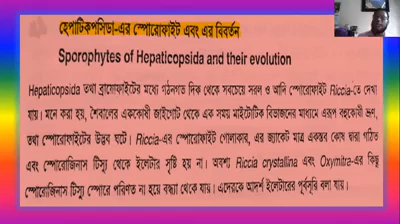 হেপাটিকপসিডা-এর স্পোরোফাইট এবং এর বিবর্তন
Sporophytes of Hepaticopsida and their evolution
Hepaticopsida তথা ব্রায়োফাইটের মধ্যে গঠনগত দিক থেকে সবচেয়ে সরল ও আদি স্পোরোফাইট Riccia-তে দেখা
যায়। মনে করা হয়, শৈবালের এককোষী জাইগোট থেকে এক সময় মাইটোটিক বিভাজনের মাধ্যমে এরূপ বহুকোষী ভ্রূণ,
তথা স্পোরোফাইটের উদ্ভব ঘটে। Riccia-এর স্পোরোফাইট গোলাকার, এর জ্যাকেট মাত্র একস্তর কোষ দ্বারা গঠিত
এবং স্পোরোজিনাস টিস্যু থেকে ইলেটার সৃষ্টি হয় না। অবশ্য Riccia crystallina এবং Oxymitra-এর কিছু
স্পোরোজিনাস টিস্যু স্পোরে পরিণত না হয়ে বন্ধ্যা থেকে যায়। এদেরকে আদর্শ ইলেটারের পূর্বসূরি বলা যায়।